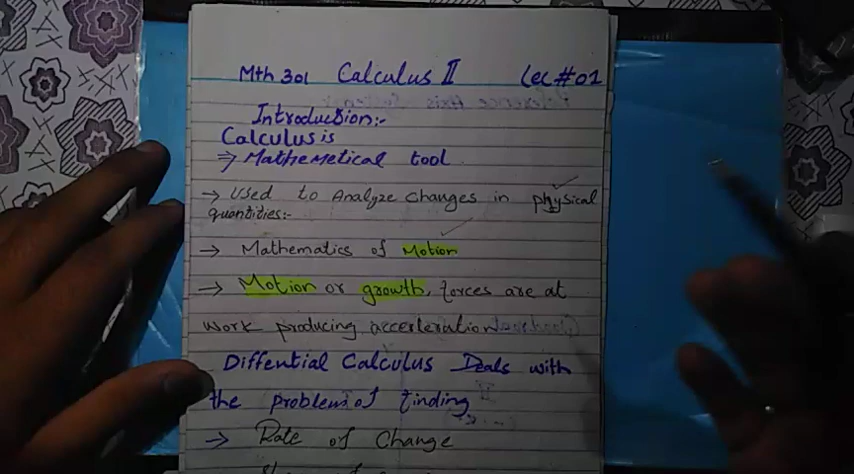 Mth 301 Calculus II Lec #01
Introduction:-
Calculus is
⇒ Mathemetical tool
→ Used to Analyze changes in physical
quantities:-
→ Mathematics of Motion
→ Motion or growth, forces are at
work producing accerleration
Diffential Calculus Deals with
the problem of finding
→ Rate of Change